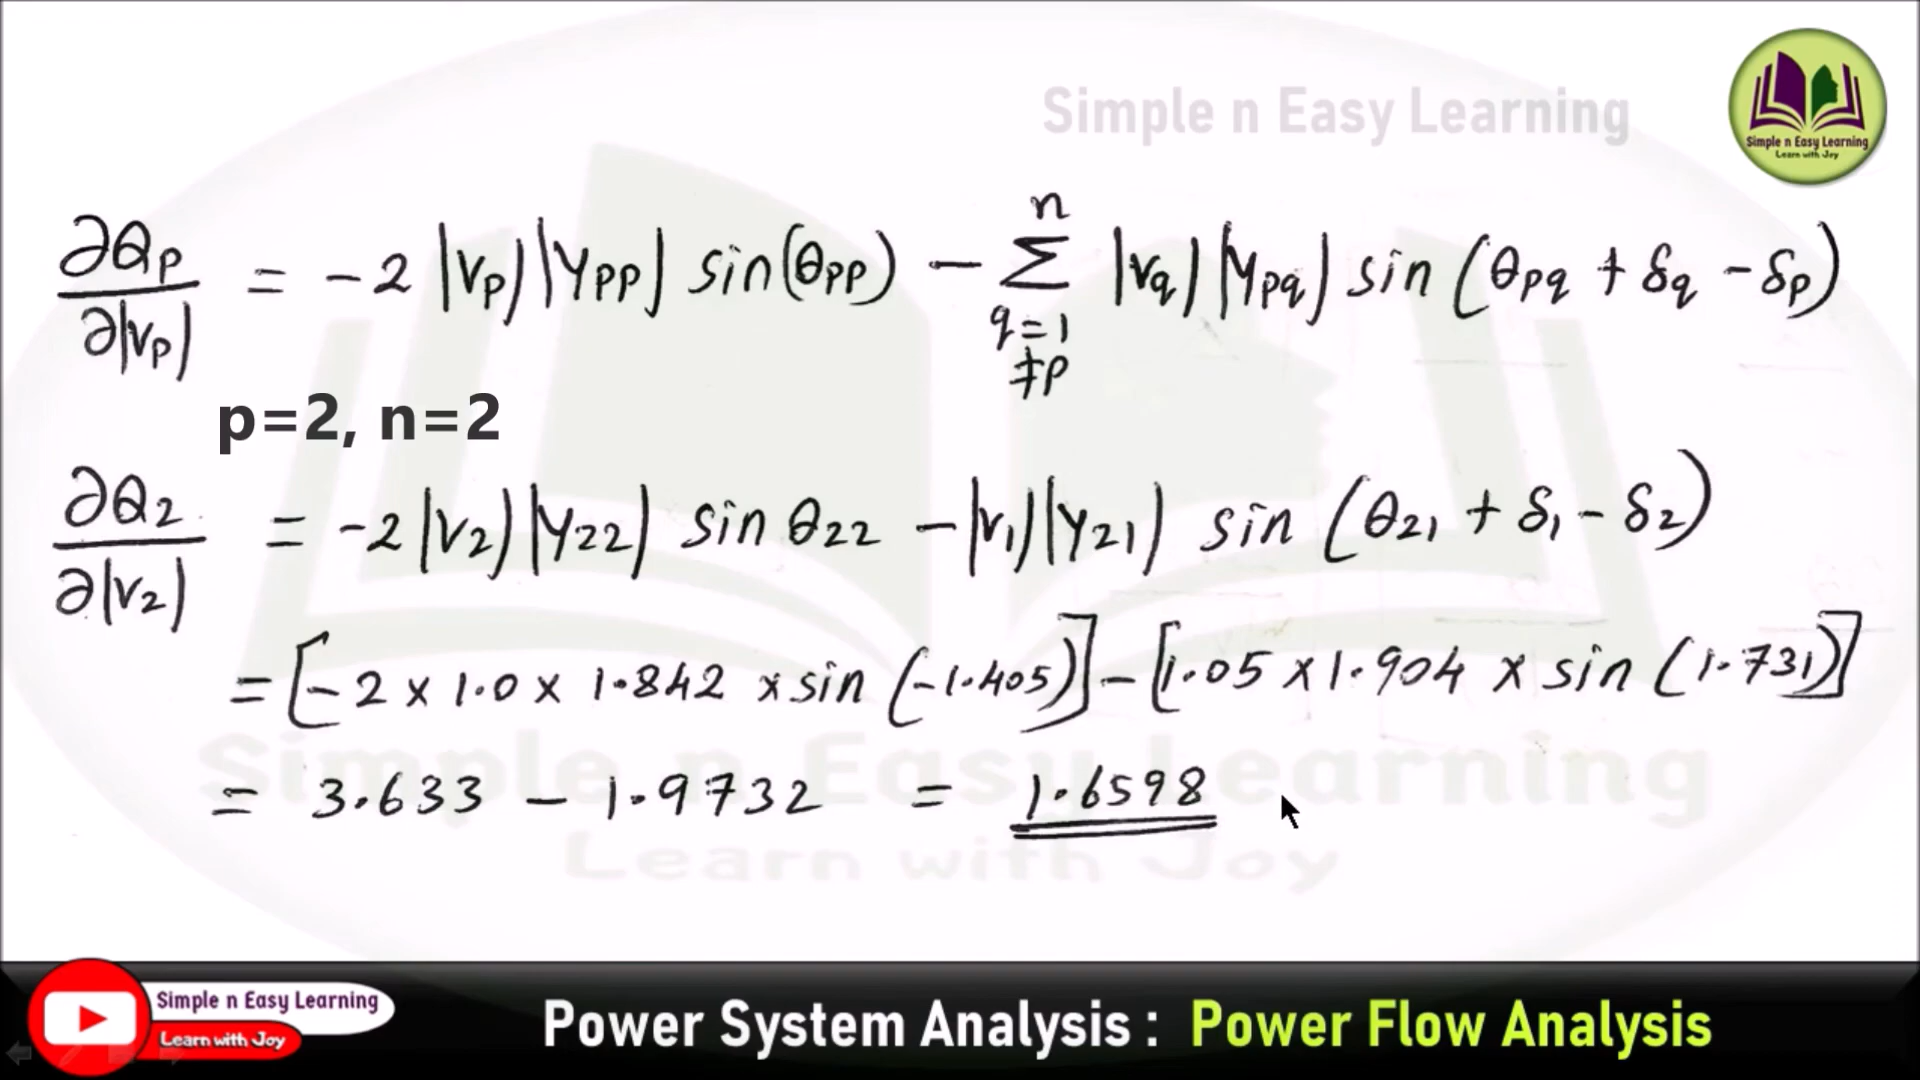 Simple n Easy Learning
Simple n Easy Learning
Learn with Joy
∂Qp/∂|Vp| = -2 |Vp| |Ypp| sin(θpp) - Σ (q=1, ≠p to n) |Vq| |Ypq| sin (θpq + δq - δp)
p=2, n=2
∂Q2/∂|V2| = -2 |V2| |Y22| sin θ22 - |V1| |Y21| sin (θ21 + δ1 - δ2)
= [-2 x 1.0 x 1.842 x sin (-1.405)] - [1.05 x 1.904 x sin (1.731)]
= 3.633 - 1.9732 = 1.6598
Simple n Easy Learning
Learn with Joy
Simple n Easy Learning
Learn with Joy
Power System Analysis : Power Flow Analysis